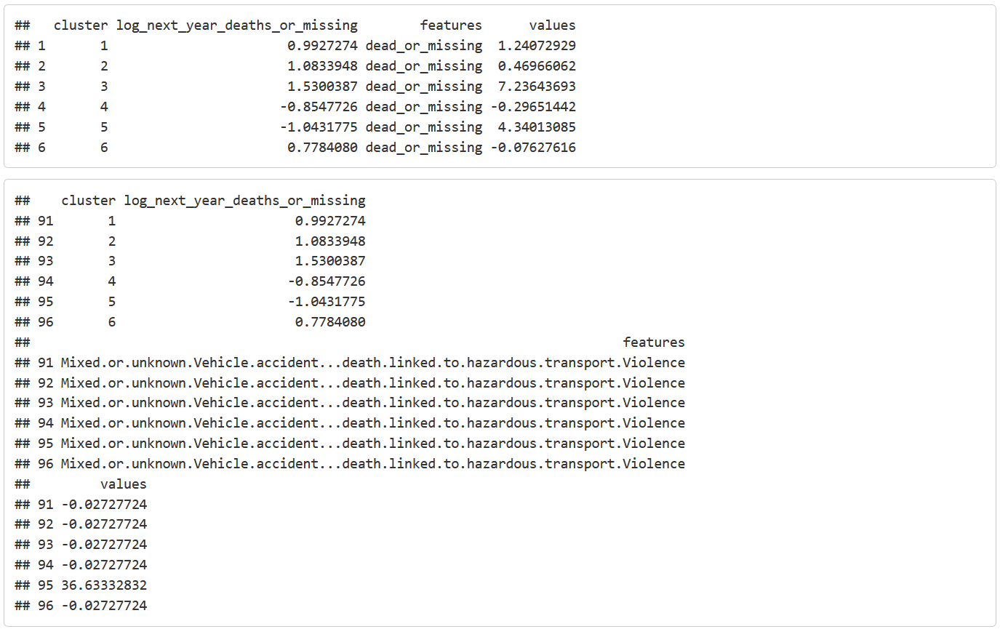 ##   cluster log_next_year_deaths_or_missing        features      values
## 1       1                       0.9927274 dead_or_missing  1.24072929
## 2       2                       1.0833948 dead_or_missing  0.46966062
## 3       3                       1.5300387 dead_or_missing  7.23643693
## 4       4                      -0.8547726 dead_or_missing -0.29651442
## 5       5                      -1.0431775 dead_or_missing  4.34013085
## 6       6                       0.7784080 dead_or_missing -0.07627616
##    cluster log_next_year_deaths_or_missing
## 91       1                       0.9927274
## 92       2                       1.0833948
## 93       3                       1.5300387
## 94       4                      -0.8547726
## 95       5                      -1.0431775
## 96       6                       0.7784080
##                                                                            features
## 91 Mixed.or.unknown.Vehicle.accident...death.linked.to.hazardous.transport.Violence
## 92 Mixed.or.unknown.Vehicle.accident...death.linked.to.hazardous.transport.Violence
## 93 Mixed.or.unknown.Vehicle.accident...death.linked.to.hazardous.transport.Violence
## 94 Mixed.or.unknown.Vehicle.accident...death.linked.to.hazardous.transport.Violence
## 95 Mixed.or.unknown.Vehicle.accident...death.linked.to.hazardous.transport.Violence
## 96 Mixed.or.unknown.Vehicle.accident...death.linked.to.hazardous.transport.Violence
##         values
## 91 -0.02727724
## 92 -0.02727724
## 93 -0.02727724
## 94 -0.02727724
## 95 36.63332832
## 96 -0.02727724